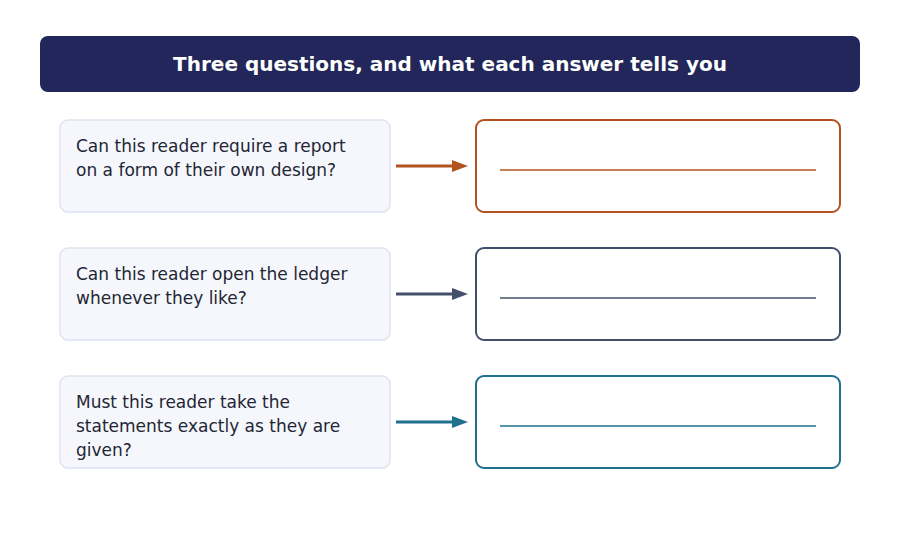 Three questions, and what each answer tells you
Can this reader require a report
on a form of their own design?
Can this reader open the ledger
whenever they like?
Must this reader take the
statements exactly as they are
given?